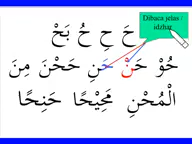 Dibaca jelas /
idzhar
حَ حِ حُ بَحْ
حُوْ حَنْ حَنِ حَحْنَ مِنَ
الْمُحْنِ مَحِيْحًا حَنِحًا